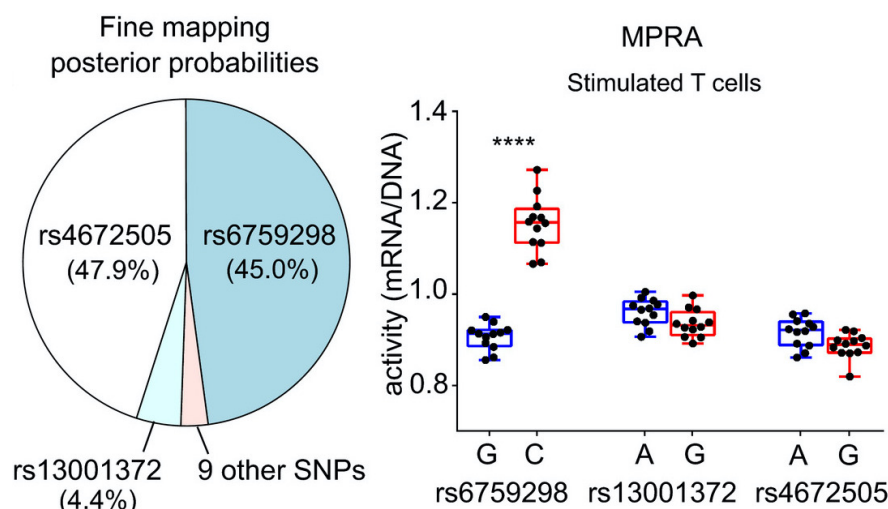 Fine mapping
posterior probabilities
rs4672505
(47.9%)
rs6759298
(45.0%)
rs13001372
(4.4%)
9 other SNPs
MPRA
Stimulated T cells
activity (mRNA/DNA)
1.4
1.2
1.0
0.8
****
G C A G A G
rs6759298 rs13001372 rs4672505